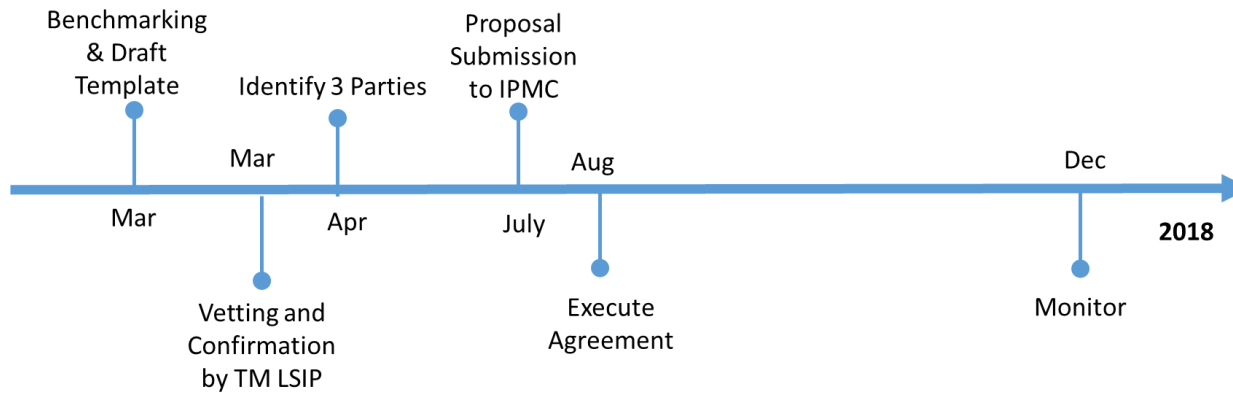 Benchmarking
& Draft
Template
Identify 3 Parties
Proposal
Submission
to IPMC
Mar
Aug
Dec
Mar
Apr
July
2018
Vetting and
Confirmation
by TM LSIP
Execute
Agreement
Monitor